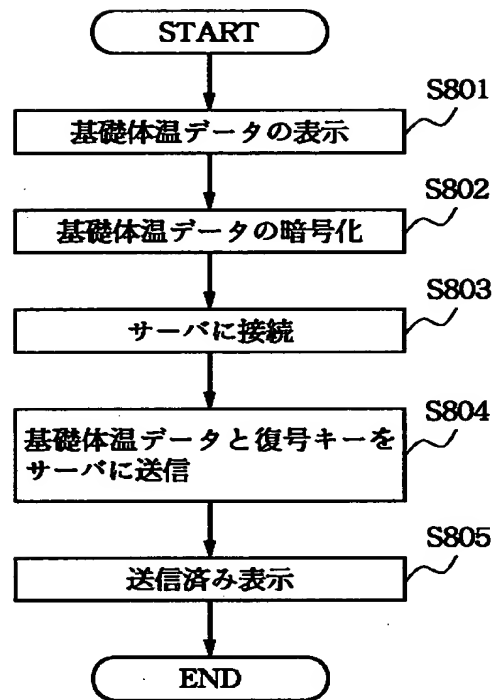 START
S801
基礎体温データの表示
S802
基礎体温データの暗号化
S803
サーバに接続
S804
基礎体温データと復号キーを
サーバに送信
S805
送信済み表示
END